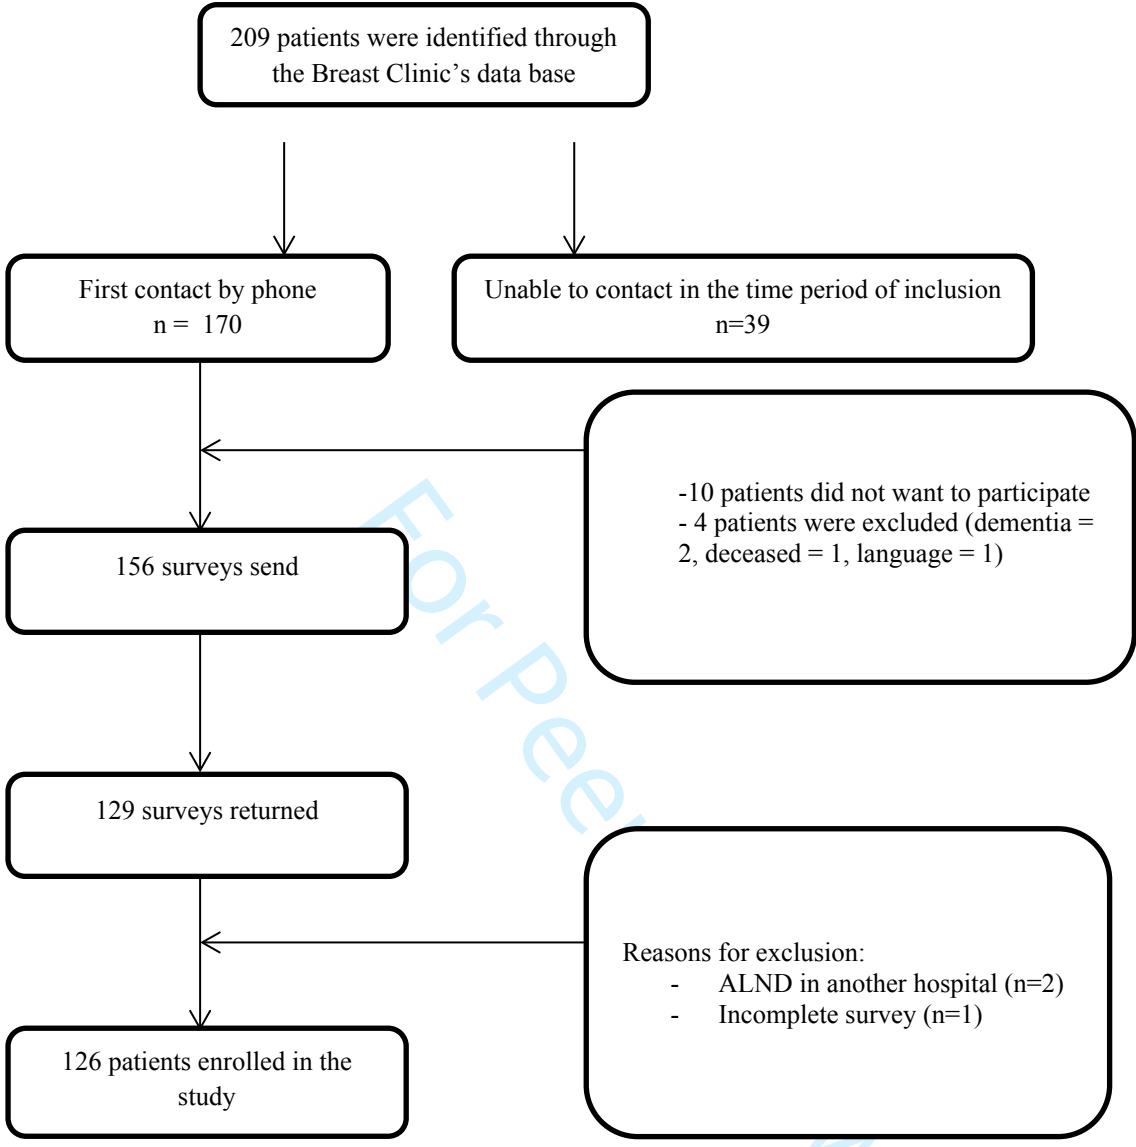 209 patients were identified through
the Breast Clinic’s data base
First contact by phone
n =  170
Unable to contact in the time period of inclusion
n=39
-10 patients did not want to participate
- 4 patients were excluded (dementia =
2, deceased = 1, language = 1)
156 surveys send
129 surveys returned
Reasons for exclusion:
- ALND in another hospital (n=2)
- Incomplete survey (n=1)
126 patients enrolled in the
study
For Peer